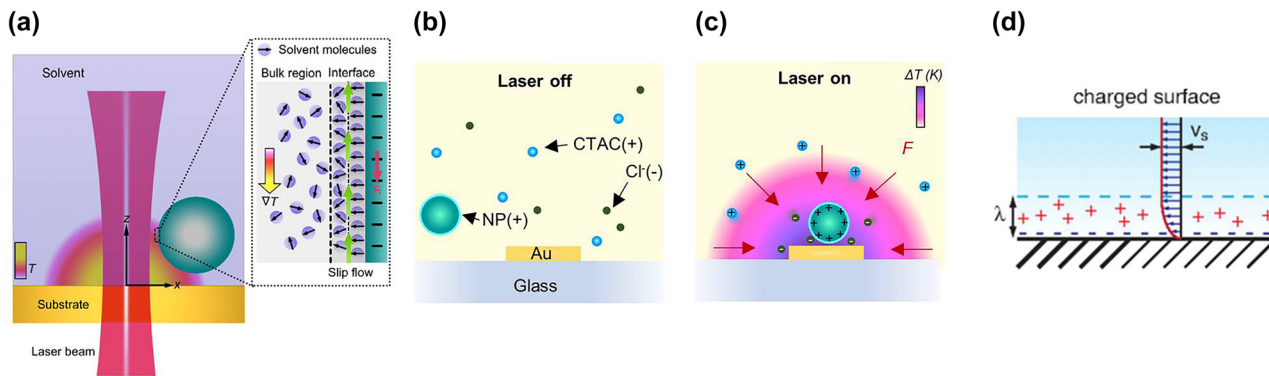 (a)
Solvent
Solvent molecules
Bulk region
Interface
∇T
Slip flow
T
z
x
Substrate
Laser beam
(b)
Laser off
CTAC(+)
Cl⁻(-)
NP(+)
Au
Glass
(c)
Laser on
ΔT (K)
F
(d)
charged surface
vs
λ